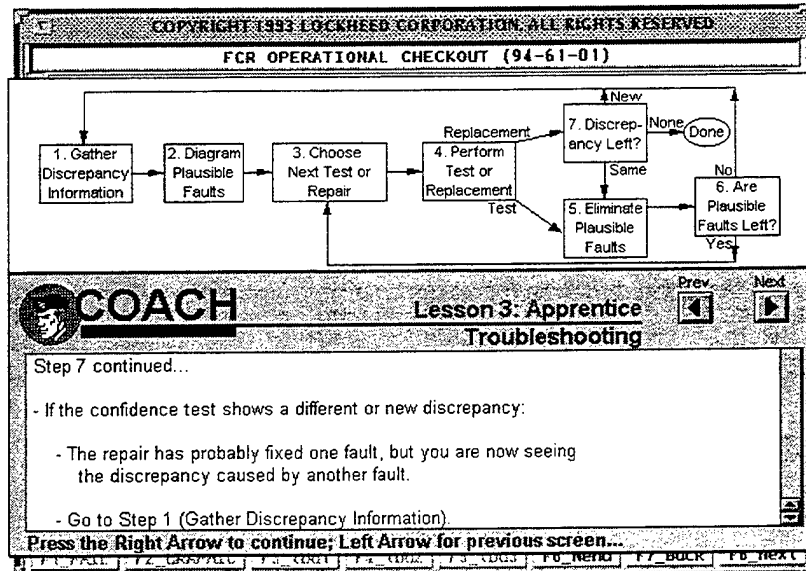 COPYRIGHT 1993 LOCKHEED CORPORATION, ALL RIGHTS RESERVED
FCR OPERATIONAL CHECKOUT (94-61-01)
1. Gather
Discrepancy
Information
2. Diagram
Plausible
Faults
3. Choose
Next Test or
Repair
4. Perform
Test or
Replacement
Replacement
Test
New
7. Discrep-
ancy Left?
None
Done
Same
5. Eliminate
Plausible
Faults
No
6. Are
Plausible
Faults Left?
Yes
COACH
Lesson 3: Apprentice
Troubleshooting
Prev.
Next
Step 7 continued...
- If the confidence test shows a different or new discrepancy:
- The repair has probably fixed one fault, but you are now seeing
the discrepancy caused by another fault.
- Go to Step 1 (Gather Discrepancy Information).
Press the Right Arrow to continue; Left Arrow for previous screen...